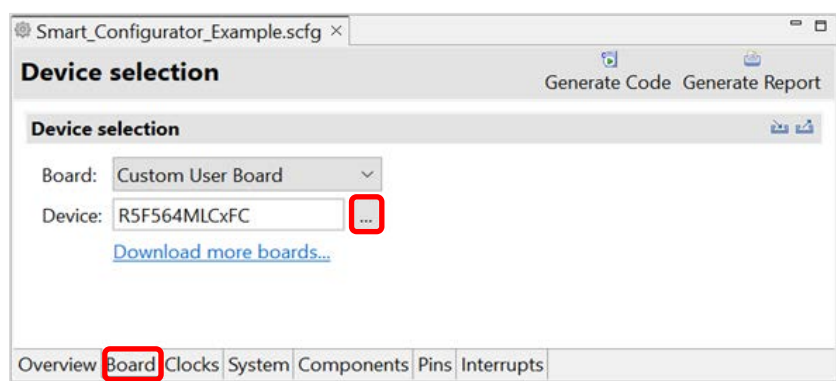 Smart_Configurator_Example.scfg ×
Device selection
Generate Code Generate Report
Device selection
Board: Custom User Board
Device: R5F564MLCxFC ...
Download more boards...
Overview Board Clocks System Components Pins Interrupts